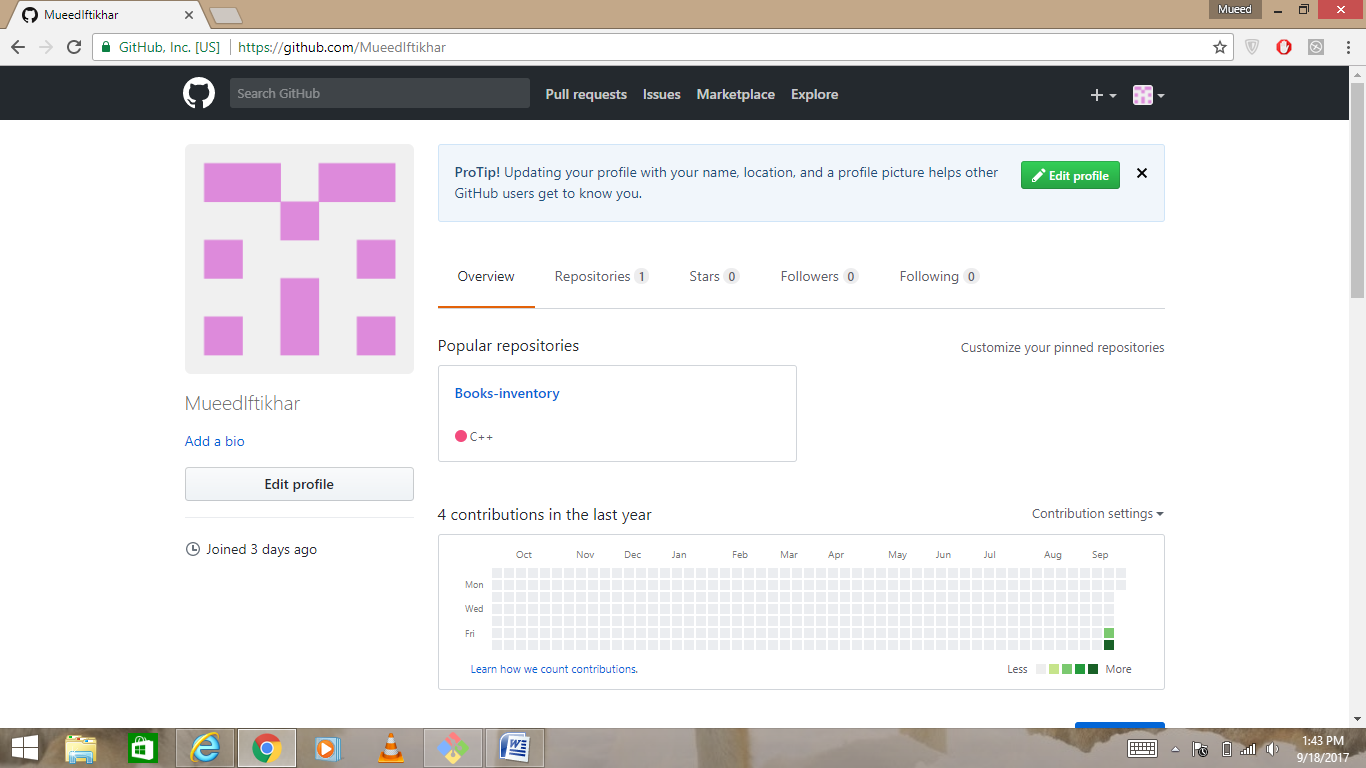 MueedIftikhar
Mueed
GitHub, Inc. [US]
https://github.com/MueedIftikhar
Search GitHub
Pull requests
Issues
Marketplace
Explore
ProTip! Updating your profile with your name, location, and a profile picture helps other
GitHub users get to know you.
Edit profile
Overview
Repositories 1
Stars 0
Followers 0
Following 0
MueedIftikhar
Add a bio
Edit profile
Joined 3 days ago
Popular repositories
Customize your pinned repositories
Books-inventory
C++
4 contributions in the last year
Contribution settings
Oct Nov Dec Jan Feb Mar Apr May Jun Jul Aug Sep
Mon
Wed
Fri
Learn how we count contributions.
Less
More
1:43 PM
9/18/2017